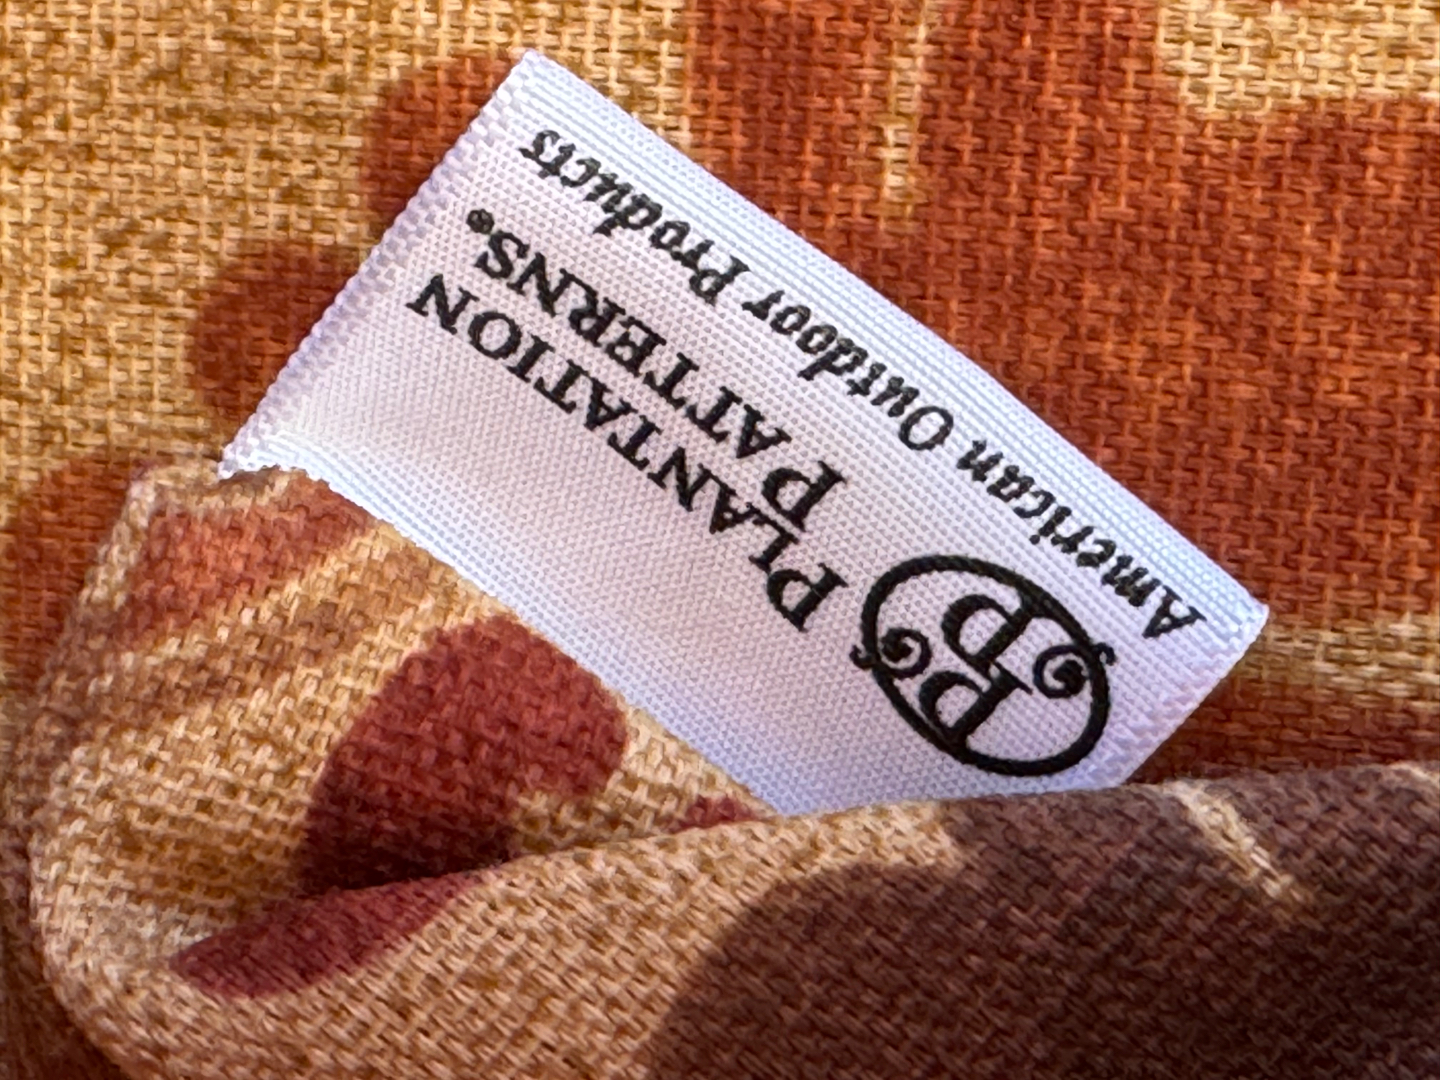 PP
PLANTATION
PATTERNS®
American Outdoor Products